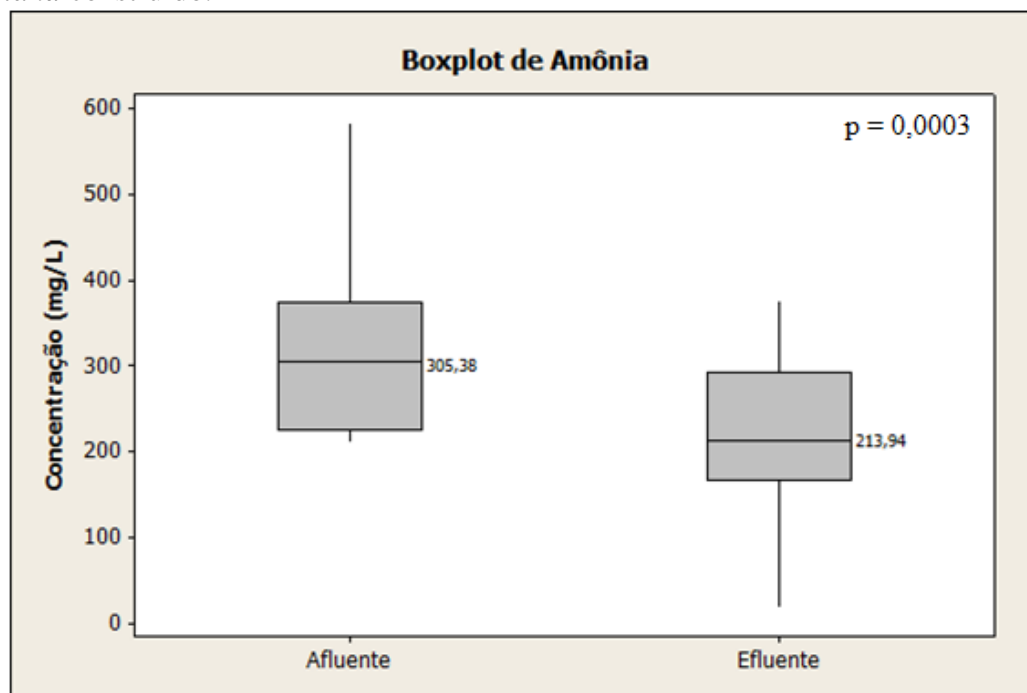 Boxplot de Amônia
p = 0,0003
Concentração (mg/L)
600
500
400
300
200
100
0
305,38
213,94
Afluente
Efluente